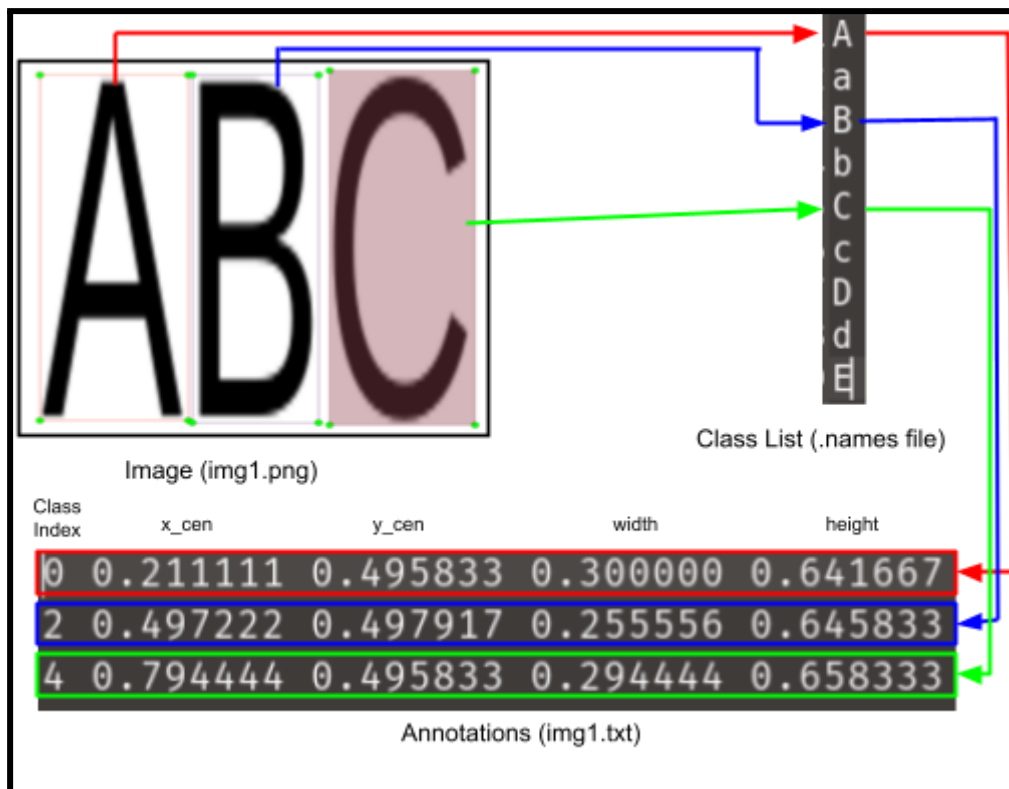 ABC
A
a
B
b
C
c
D
d
E
Class List (.names file)
Image (img1.png)
Class Index x_cen y_cen width height
0 0.211111 0.495833 0.300000 0.641667
2 0.497222 0.497917 0.255556 0.645833
4 0.794444 0.495833 0.294444 0.658333
Annotations (img1.txt)